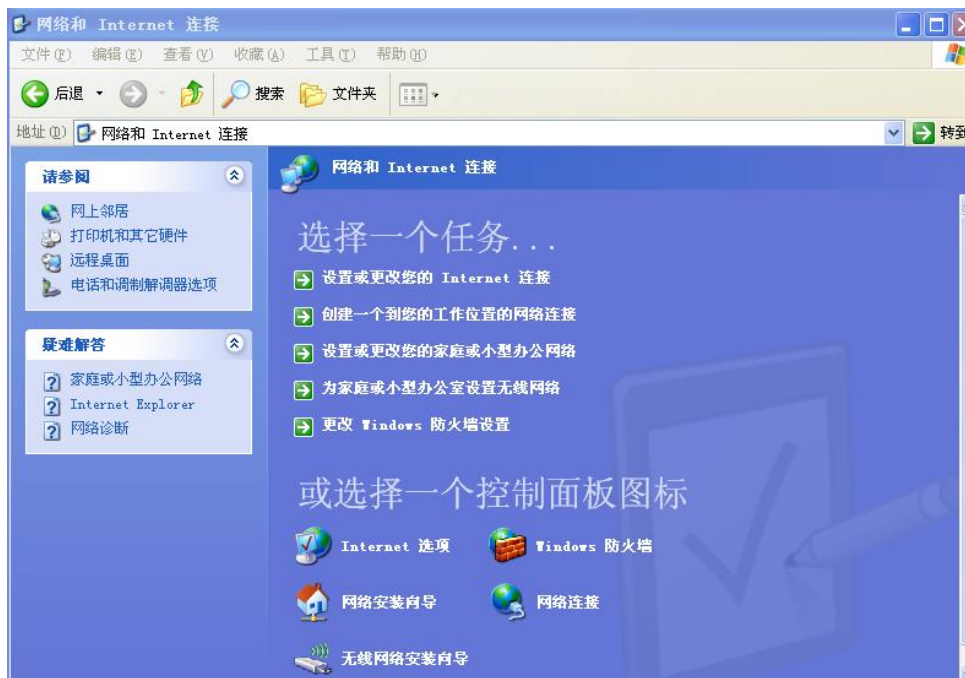 网络和 Internet 连接
文件(F) 编辑(E) 查看(V) 收藏(A) 工具(T) 帮助(H)
后退 搜索 文件夹
地址(D) 网络和 Internet 连接 转到
请参阅
网上邻居
打印机和其它硬件
远程桌面
电话和调制解调器选项
疑难解答
家庭或小型办公网络
Internet Explorer
网络诊断
网络和 Internet 连接
选择一个任务...
设置或更改您的 Internet 连接
创建一个到您的工作位置的网络连接
设置或更改您的家庭或小型办公网络
为家庭或小型办公室设置无线网络
更改 Windows 防火墙设置
或选择一个控制面板图标
Internet 选项 Windows 防火墙
网络安装向导 网络连接
无线网络安装向导